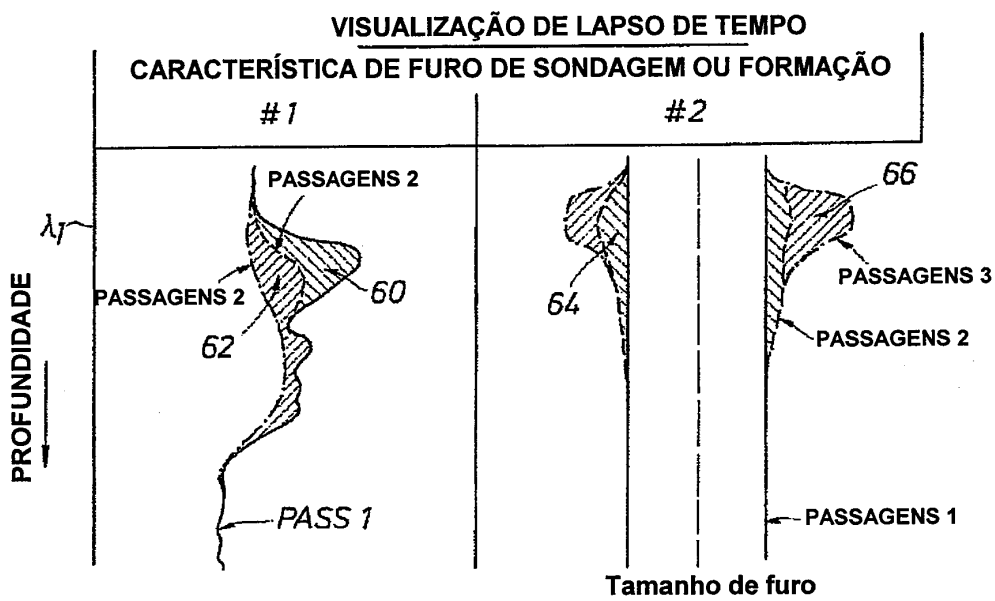 VISUALIZAÇÃO DE LAPSO DE TEMPO
CARACTERÍSTICA DE FURO DE SONDAGEM OU FORMAÇÃO
#1
#2
PASSAGENS 2
66
λ1
PASSAGENS 3
PASSAGENS 2
60
64
62
PASSAGENS 2
PROFUNDIDADE
PASS 1
PASSAGENS 1
Tamanho de furo